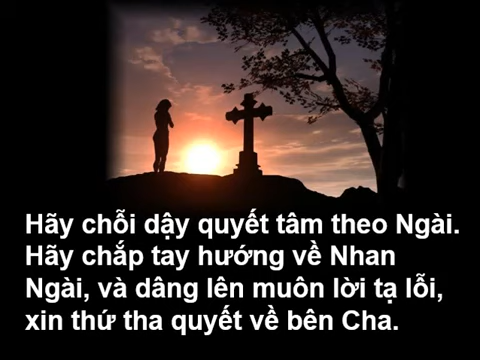 Hãy chỗi dậy quyết tâm theo Ngài.
Hãy chắp tay hướng về Nhan
Ngài, và dâng lên muôn lời tạ lỗi,
xin thứ tha quyết về bên Cha.